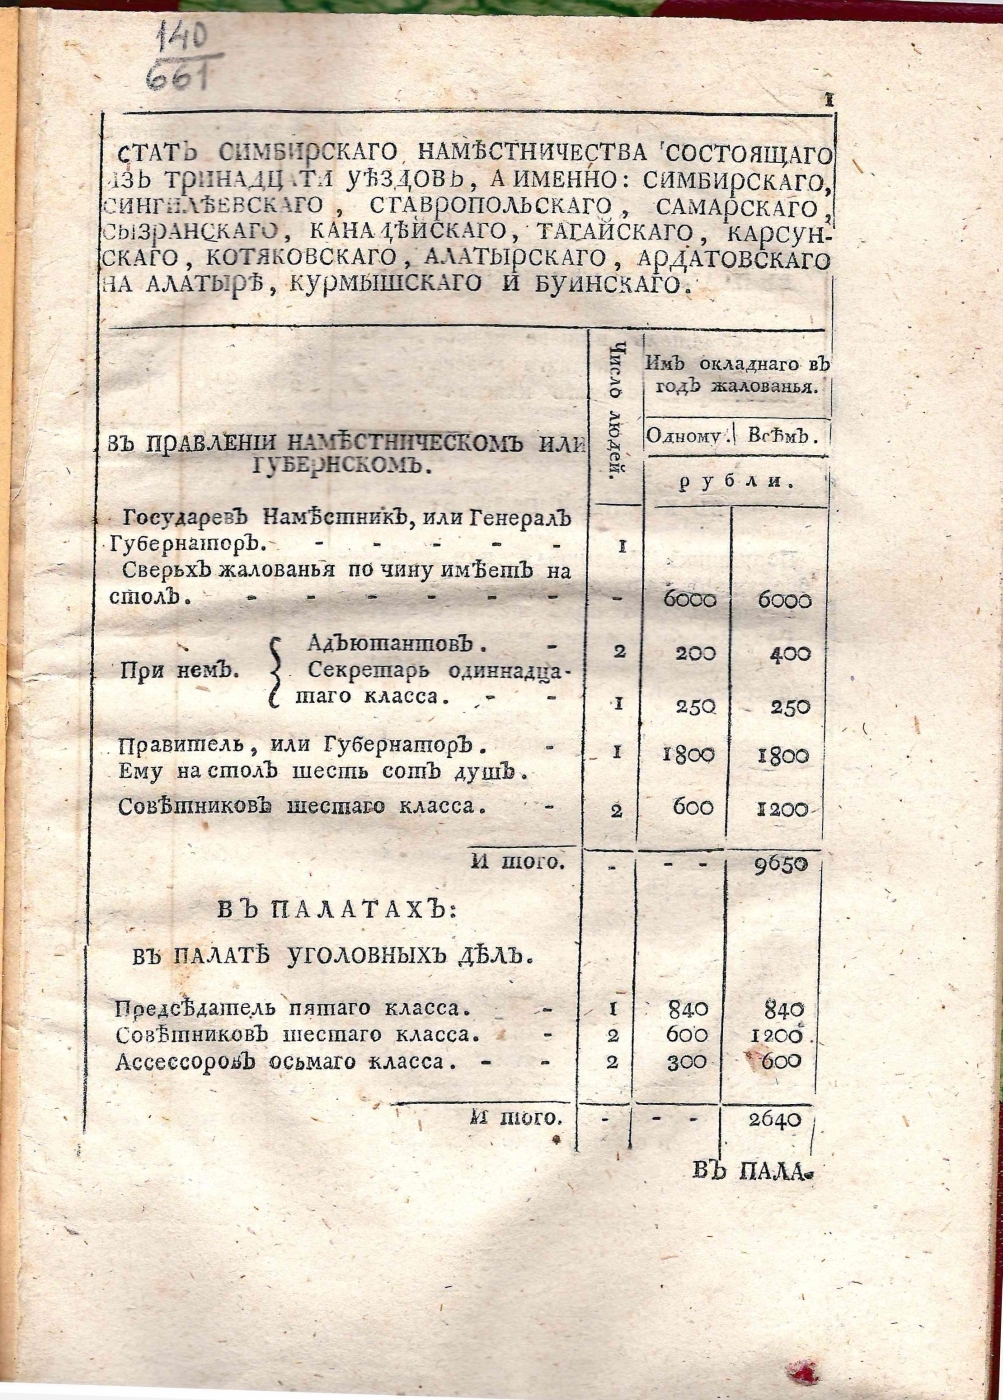 140
661
1
СТАТЪ СИМБИРСКАГО НАМѢСТНИЧЕСТВА СОСТОЯЩАГО
ИЗЪ ТРИНАДЦАТИ УѢЗДОВЪ, А ИМЕННО: СИМБИРСКАГО,
СИНГИЛѢЕВСКАГО, СТАВРОПОЛЬСКАГО, САМАРСКАГО,
СЫЗРАНСКАГО, КАНАДѢЙСКАГО, ТАГАЙСКАГО, КАРСУН-
СКАГО, КОТЯКОВСКАГО, АЛАТЫРСКАГО, АРДАТОВСКАГО
НА АЛАТЫРѢ, КУРМЫШСКАГО И БУИНСКАГО.
Число людей.
Имъ окладнаго въ
годъ жалованья.
Одному. Всѣмъ.
рубли.
ВЪ ПРАВЛЕНІИ НАМѢСТНИЧЕСКОМЪ ИЛИ
ГУБЕРНСКОМЪ.
Государевъ Намѣстникъ, или Генералъ
Губернаторъ. - - - - - 1
Сверьхъ жалованья по чину имѣетъ на
столъ. - - - - - - - - 6000 6000
При немъ. { Адъютантовъ. - 2 200 400
Секретарь одиннадца-
таго класса. - - 1 250 250
Правитель, или Губернаторъ. - 1 1800 1800
Ему на столъ шесть сотъ душъ.
Совѣтниковъ шестаго класса. - 2 600 1200
И того. - - - 9650
ВЪ ПАЛАТАХЪ:
ВЪ ПАЛАТѢ УГОЛОВНЫХЪ ДѢЛЪ.
Предсѣдатель пятаго класса. - 1 840 840
Совѣтниковъ шестаго класса. - 2 600 1200
Ассессоровъ осьмаго класса. - - 2 300 600
И того. - - - 2640
ВЪ ПАЛА-